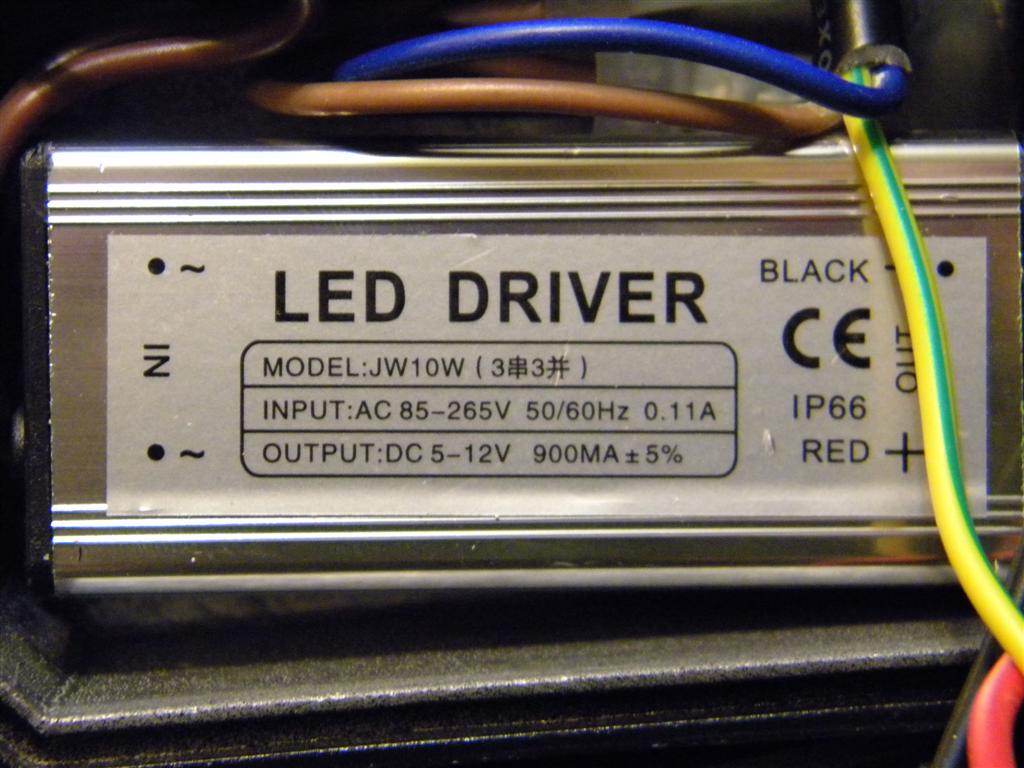 ● ~
LED DRIVER
BLACK − ●
IN
CE
OUT
MODEL:JW10W (3串3并)
INPUT:AC 85-265V 50/60Hz 0.11A
IP66
● ~
OUTPUT:DC 5-12V 900MA±5%
RED +